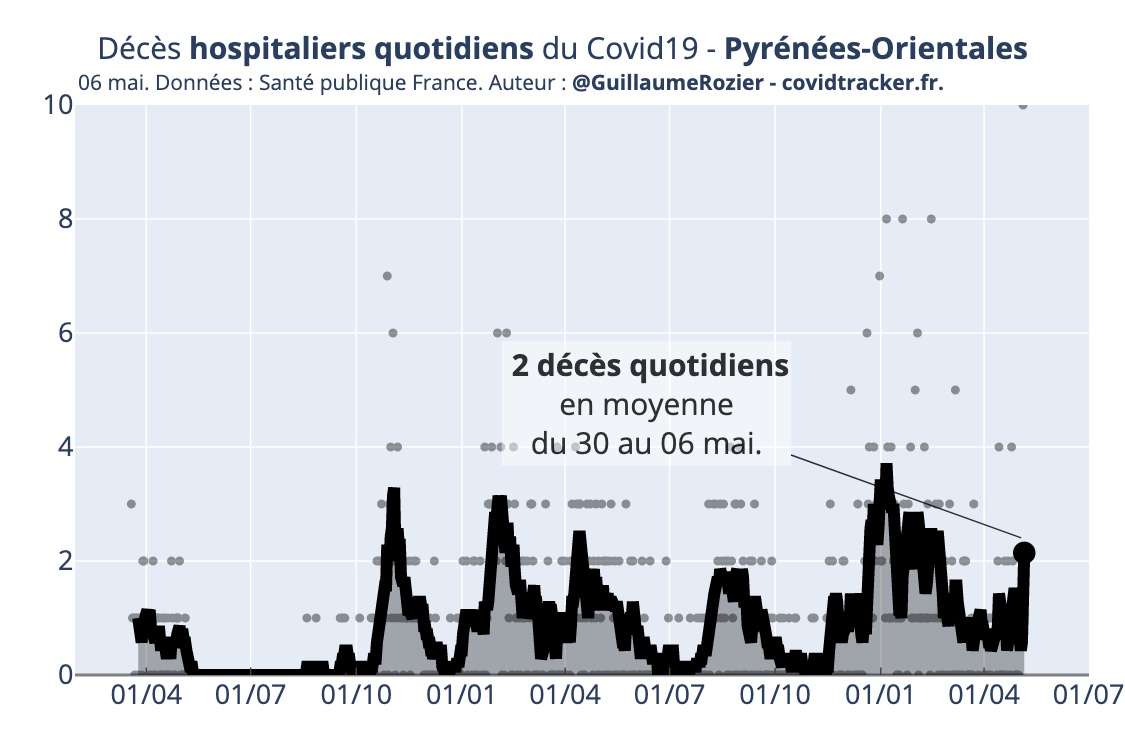 Décès hospitaliers quotidiens du Covid19 - Pyrénées-Orientales
06 mai. Données : Santé publique France. Auteur : @GuillaumeRozier - covidtracker.fr.
10
8
6
2 décès quotidiens
en moyenne
du 30 au 06 mai.
4
2
0
01/04 01/07 01/10 01/01 01/04 01/07 01/10 01/01 01/04 01/07